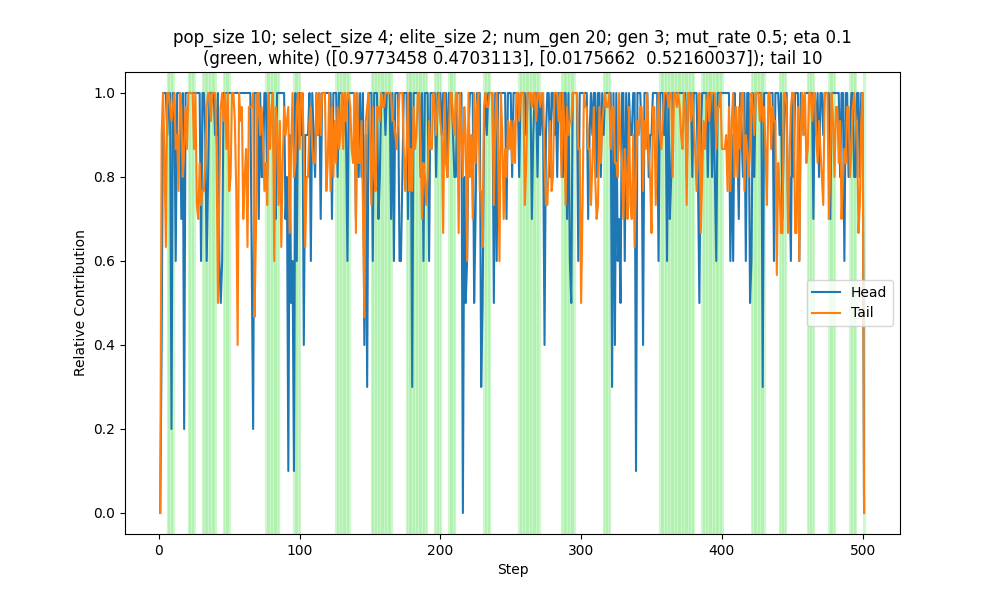 pop_size 10; select_size 4; elite_size 2; num_gen 20; gen 3; mut_rate 0.5; eta 0.1
(green, white) ([0.9773458 0.4703113], [0.0175662  0.52160037]); tail 10
1.0
0.8
0.6
0.4
0.2
0.0
Relative Contribution
Head
Tail
0
100
200
300
400
500
Step